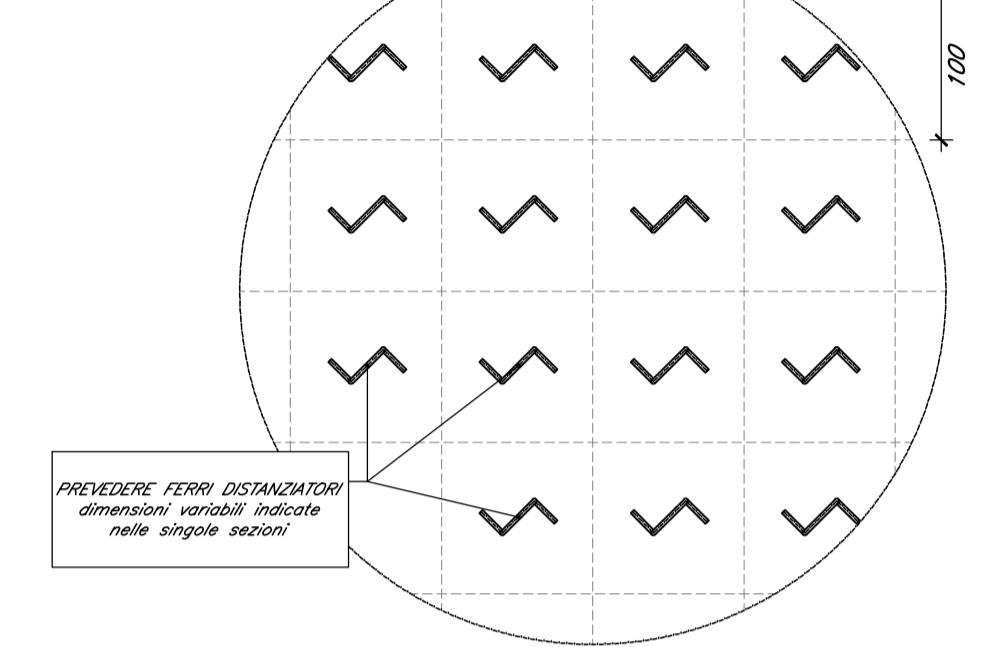 100
PREVEDERE FERRI DISTANZIATORI
dimensioni variabili indicate
nelle singole sezioni